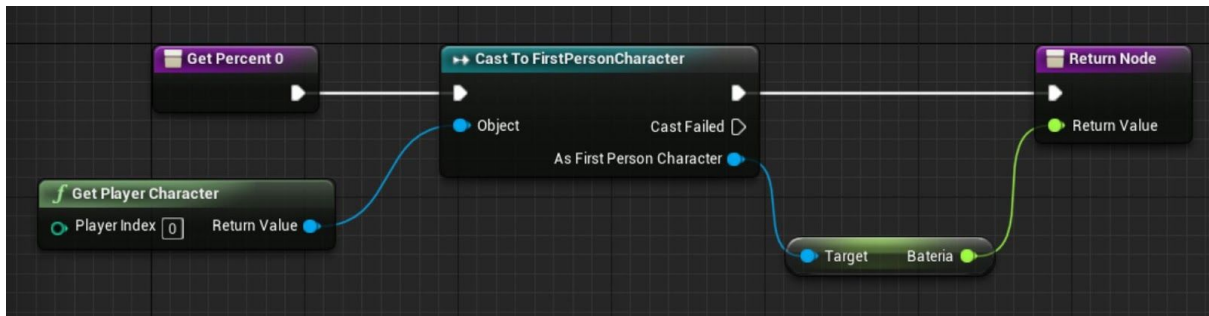 Get Percent 0
Cast To FirstPersonCharacter
Return Node
Object
Cast Failed
Return Value
As First Person Character
f Get Player Character
Player Index 0
Return Value
Target
Bateria